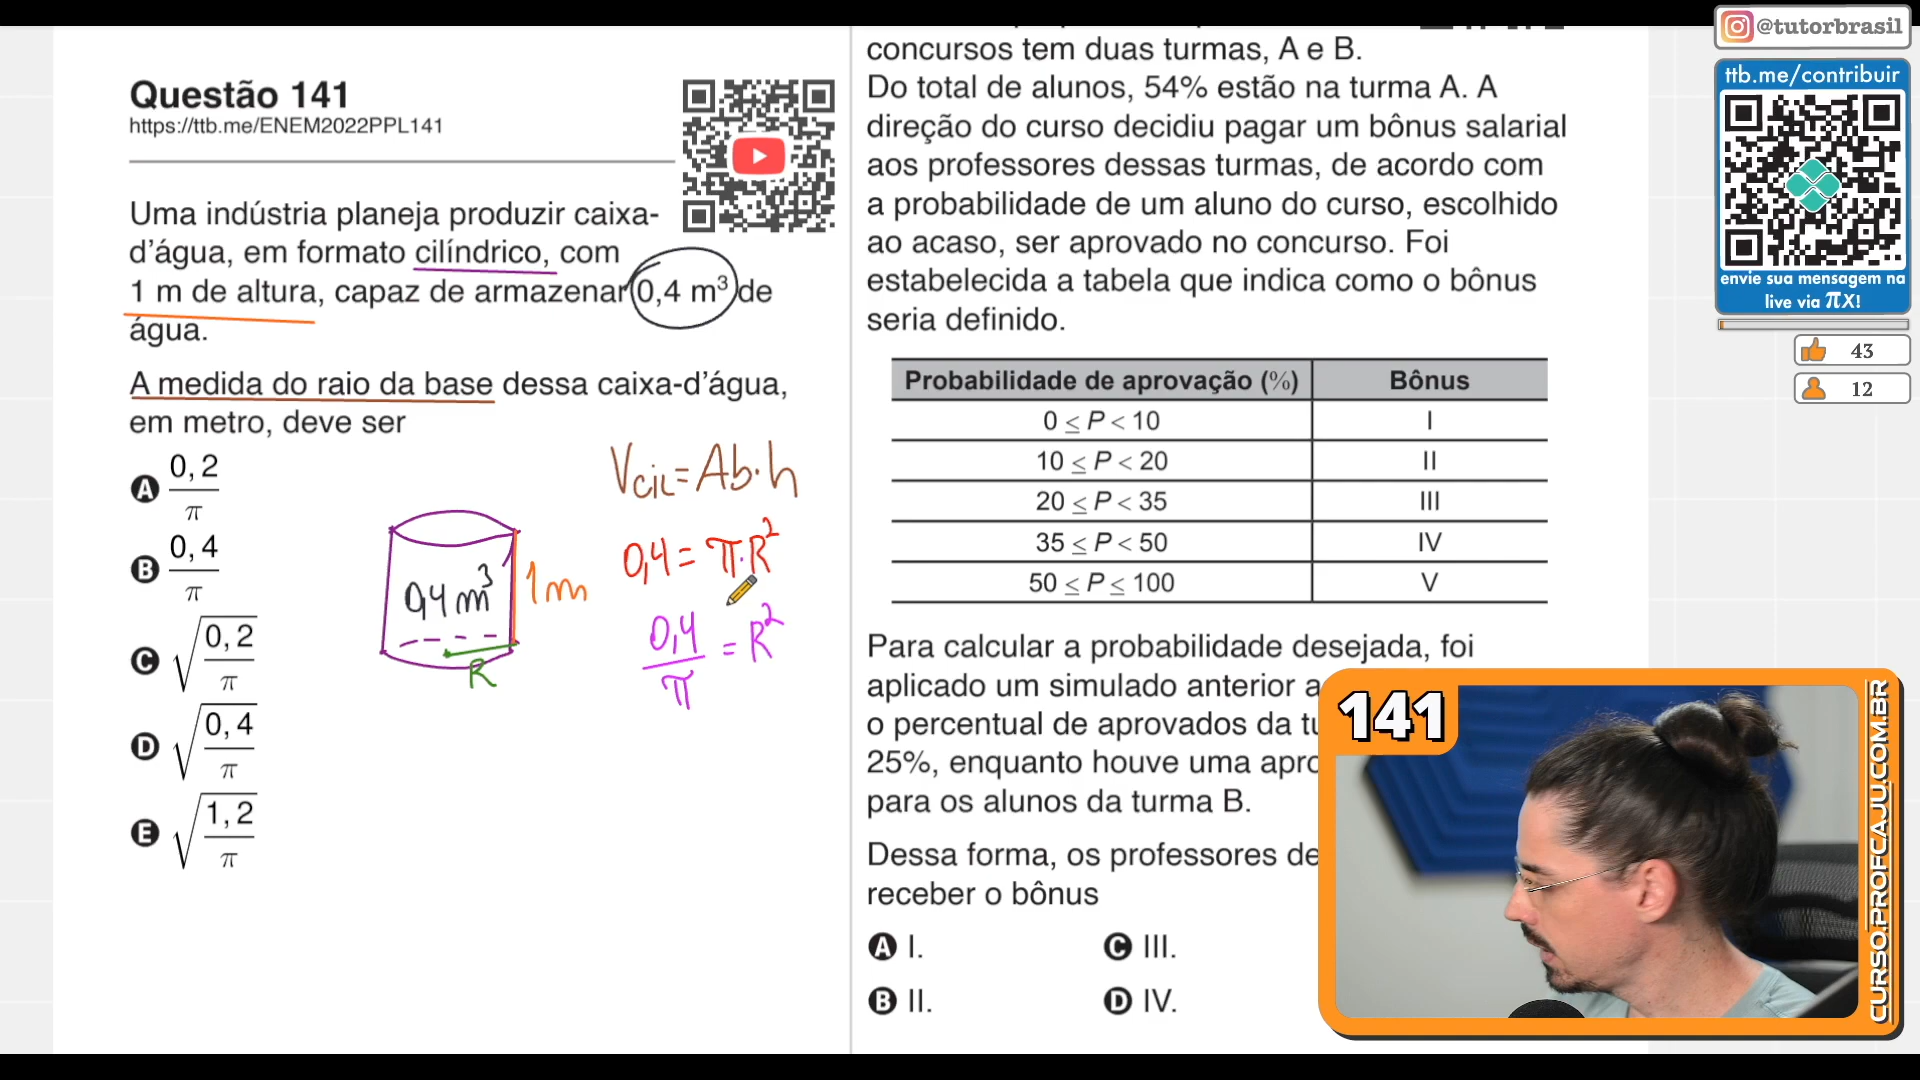 Questão 141
https://ttb.me/ENEM2022PPL141
Uma indústria planeja produzir caixa-
d’água, em formato cilíndrico, com
1 m de altura, capaz de armazenar 0,4 m³ de
água.
A medida do raio da base dessa caixa-d’água,
em metro, deve ser
A 0,2/π
B 0,4/π
C √(0,2/π)
D √(0,4/π)
E √(1,2/π)
0,4 m³
1m
R
Vcil = Ab·h
0,4 = π·R²
0,4/π = R²
concursos tem duas turmas, A e B.
Do total de alunos, 54% estão na turma A. A
direção do curso decidiu pagar um bônus salarial
aos professores dessas turmas, de acordo com
a probabilidade de um aluno do curso, escolhido
ao acaso, ser aprovado no concurso. Foi
estabelecida a tabela que indica como o bônus
seria definido.
Probabilidade de aprovação (%) Bônus
0 ≤ P < 10 I
10 ≤ P < 20 II
20 ≤ P < 35 III
35 ≤ P < 50 IV
50 ≤ P ≤ 100 V
Para calcular a probabilidade desejada, foi
aplicado um simulado anterior a
o percentual de aprovados da
25%, enquanto houve uma
para os alunos da turma B.
Dessa forma, os professores
receber o bônus
A I.
B II.
C III.
D IV.
@tutorbrasil
ttb.me/contribuir
envie sua mensagem na
live via πX!
43
12
141
CURSO.PROFCAJU.COM.BR